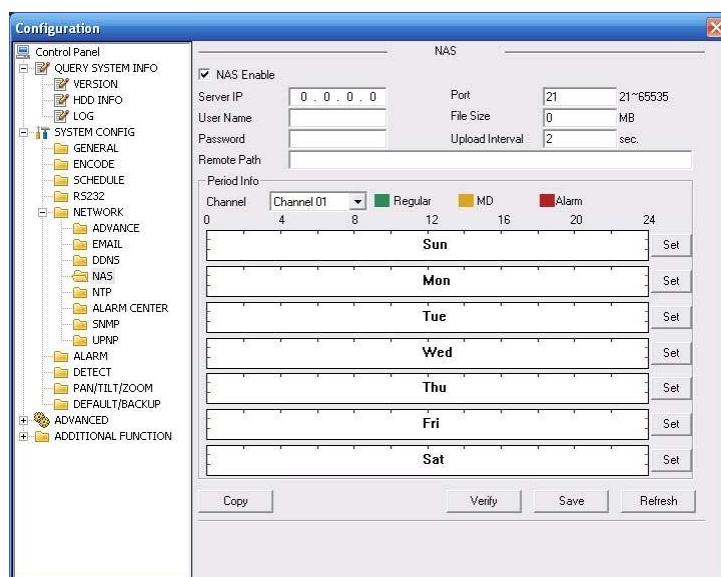 Configuration
Control Panel
QUERY SYSTEM INFO
VERSION
HDD INFO
LOG
SYSTEM CONFIG
GENERAL
ENCODE
SCHEDULE
RS232
NETWORK
ADVANCE
EMAIL
DDNS
NAS
NTP
ALARM CENTER
SNMP
UPNP
ALARM
DETECT
PAN/TILT/ZOOM
DEFAULT/BACKUP
ADVANCED
ADDITIONAL FUNCTION
NAS
NAS Enable
Server IP 0 . 0 . 0 . 0 Port 21 21~65535
User Name File Size 0 MB
Password Upload Interval 2 sec.
Remote Path
Period Info
Channel Channel 01 Regular MD Alarm
0 4 8 12 16 20 24
Sun Set
Mon Set
Tue Set
Wed Set
Thu Set
Fri Set
Sat Set
Copy Verify Save Refresh